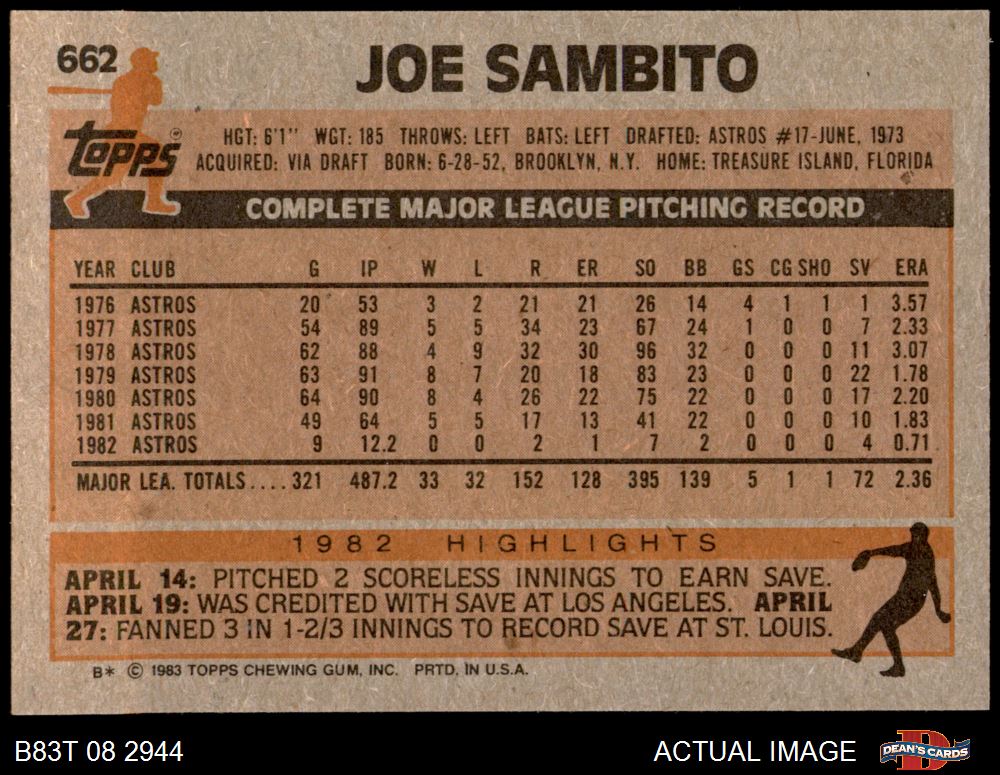 662 JOE SAMBITO
topps
HGT: 6'1" WGT: 185 THROWS: LEFT BATS: LEFT DRAFTED: ASTROS #17-JUNE, 1973
ACQUIRED: VIA DRAFT BORN: 6-28-52, BROOKLYN, N.Y. HOME: TREASURE ISLAND, FLORIDA
COMPLETE MAJOR LEAGUE PITCHING RECORD
YEAR CLUB G IP W L R ER SO BB GS CG SHO SV ERA
1976 ASTROS 20 53 3 2 21 21 26 14 4 1 1 1 3.57
1977 ASTROS 54 89 5 5 34 23 67 24 1 0 0 7 2.33
1978 ASTROS 62 88 4 9 32 30 96 32 0 0 0 11 3.07
1979 ASTROS 63 91 8 7 20 18 83 23 0 0 0 22 1.78
1980 ASTROS 64 90 8 4 26 22 75 22 0 0 0 17 2.20
1981 ASTROS 49 64 5 5 17 13 41 22 0 0 0 10 1.83
1982 ASTROS 9 12.2 0 0 2 1 7 2 0 0 0 4 0.71
MAJOR LEA. TOTALS....321 487.2 33 32 152 128 395 139 5 1 1 72 2.36
1982 HIGHLIGHTS
APRIL 14: PITCHED 2 SCORELESS INNINGS TO EARN SAVE.
APRIL 19: WAS CREDITED WITH SAVE AT LOS ANGELES. APRIL
27: FANNED 3 IN 1-2/3 INNINGS TO RECORD SAVE AT ST. LOUIS.
B* © 1983 TOPPS CHEWING GUM, INC. PRTD. IN U.S.A.
B83T 08 2944 ACTUAL IMAGE DEAN'S CARDS